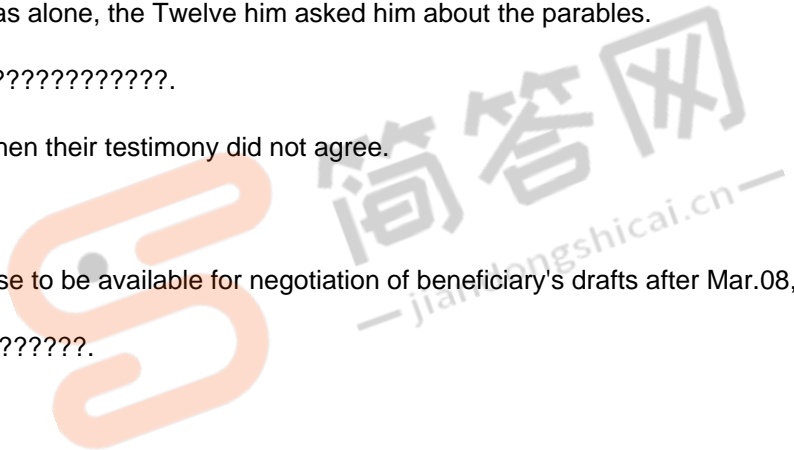 as alone, the Twelve him asked him about the parables.
????????????.
hen their testimony did not agree.
简答网
jiandongshicai.cn
se to be available for negotiation of beneficiary's drafts after Mar.08,
??????.